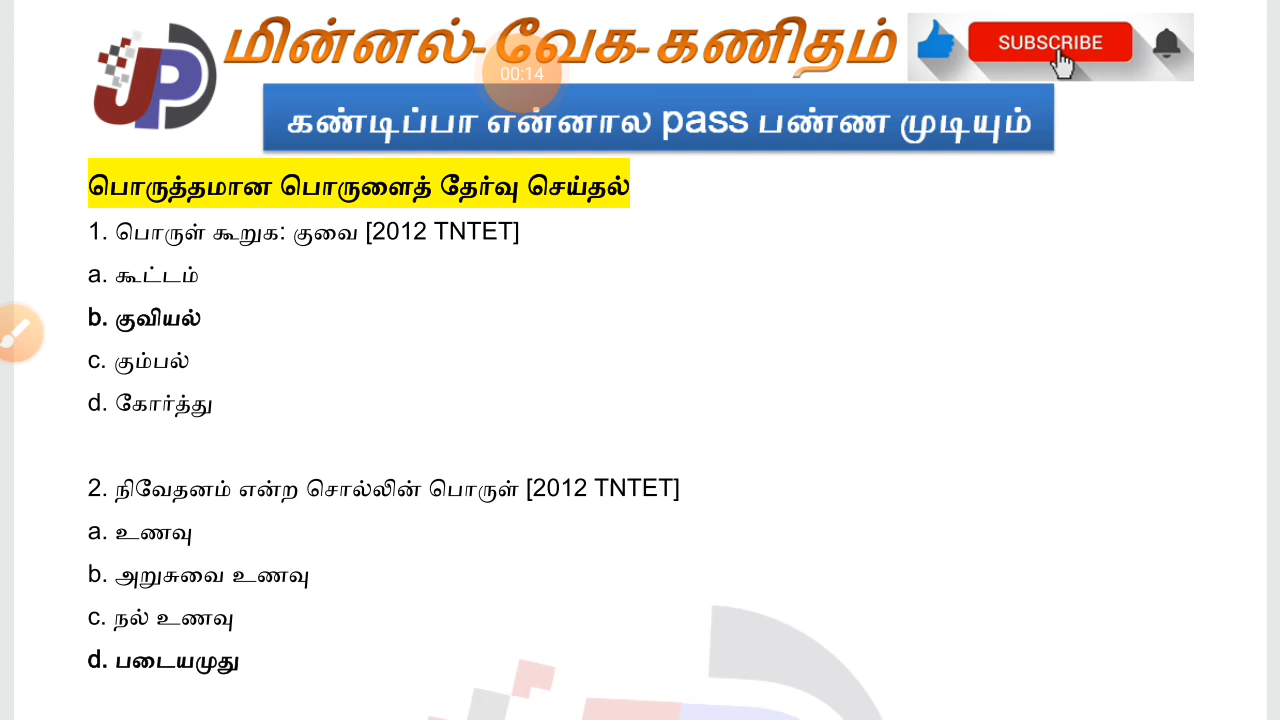 JP மின்னல்-வேக-கணிதம் SUBSCRIBE
00:14
கண்டிப்பா என்னால pass பண்ண முடியும்
பொருத்தமான பொருளைத் தேர்வு செய்தல்
1. பொருள் கூறுக: குவை [2012 TNTET]
a. கூட்டம்
b. குவியல்
c. கும்பல்
d. கோர்த்து
2. நிவேதனம் என்ற சொல்லின் பொருள் [2012 TNTET]
a. உணவு
b. அறுசுவை உணவு
c. நல் உணவு
d. படையமுது